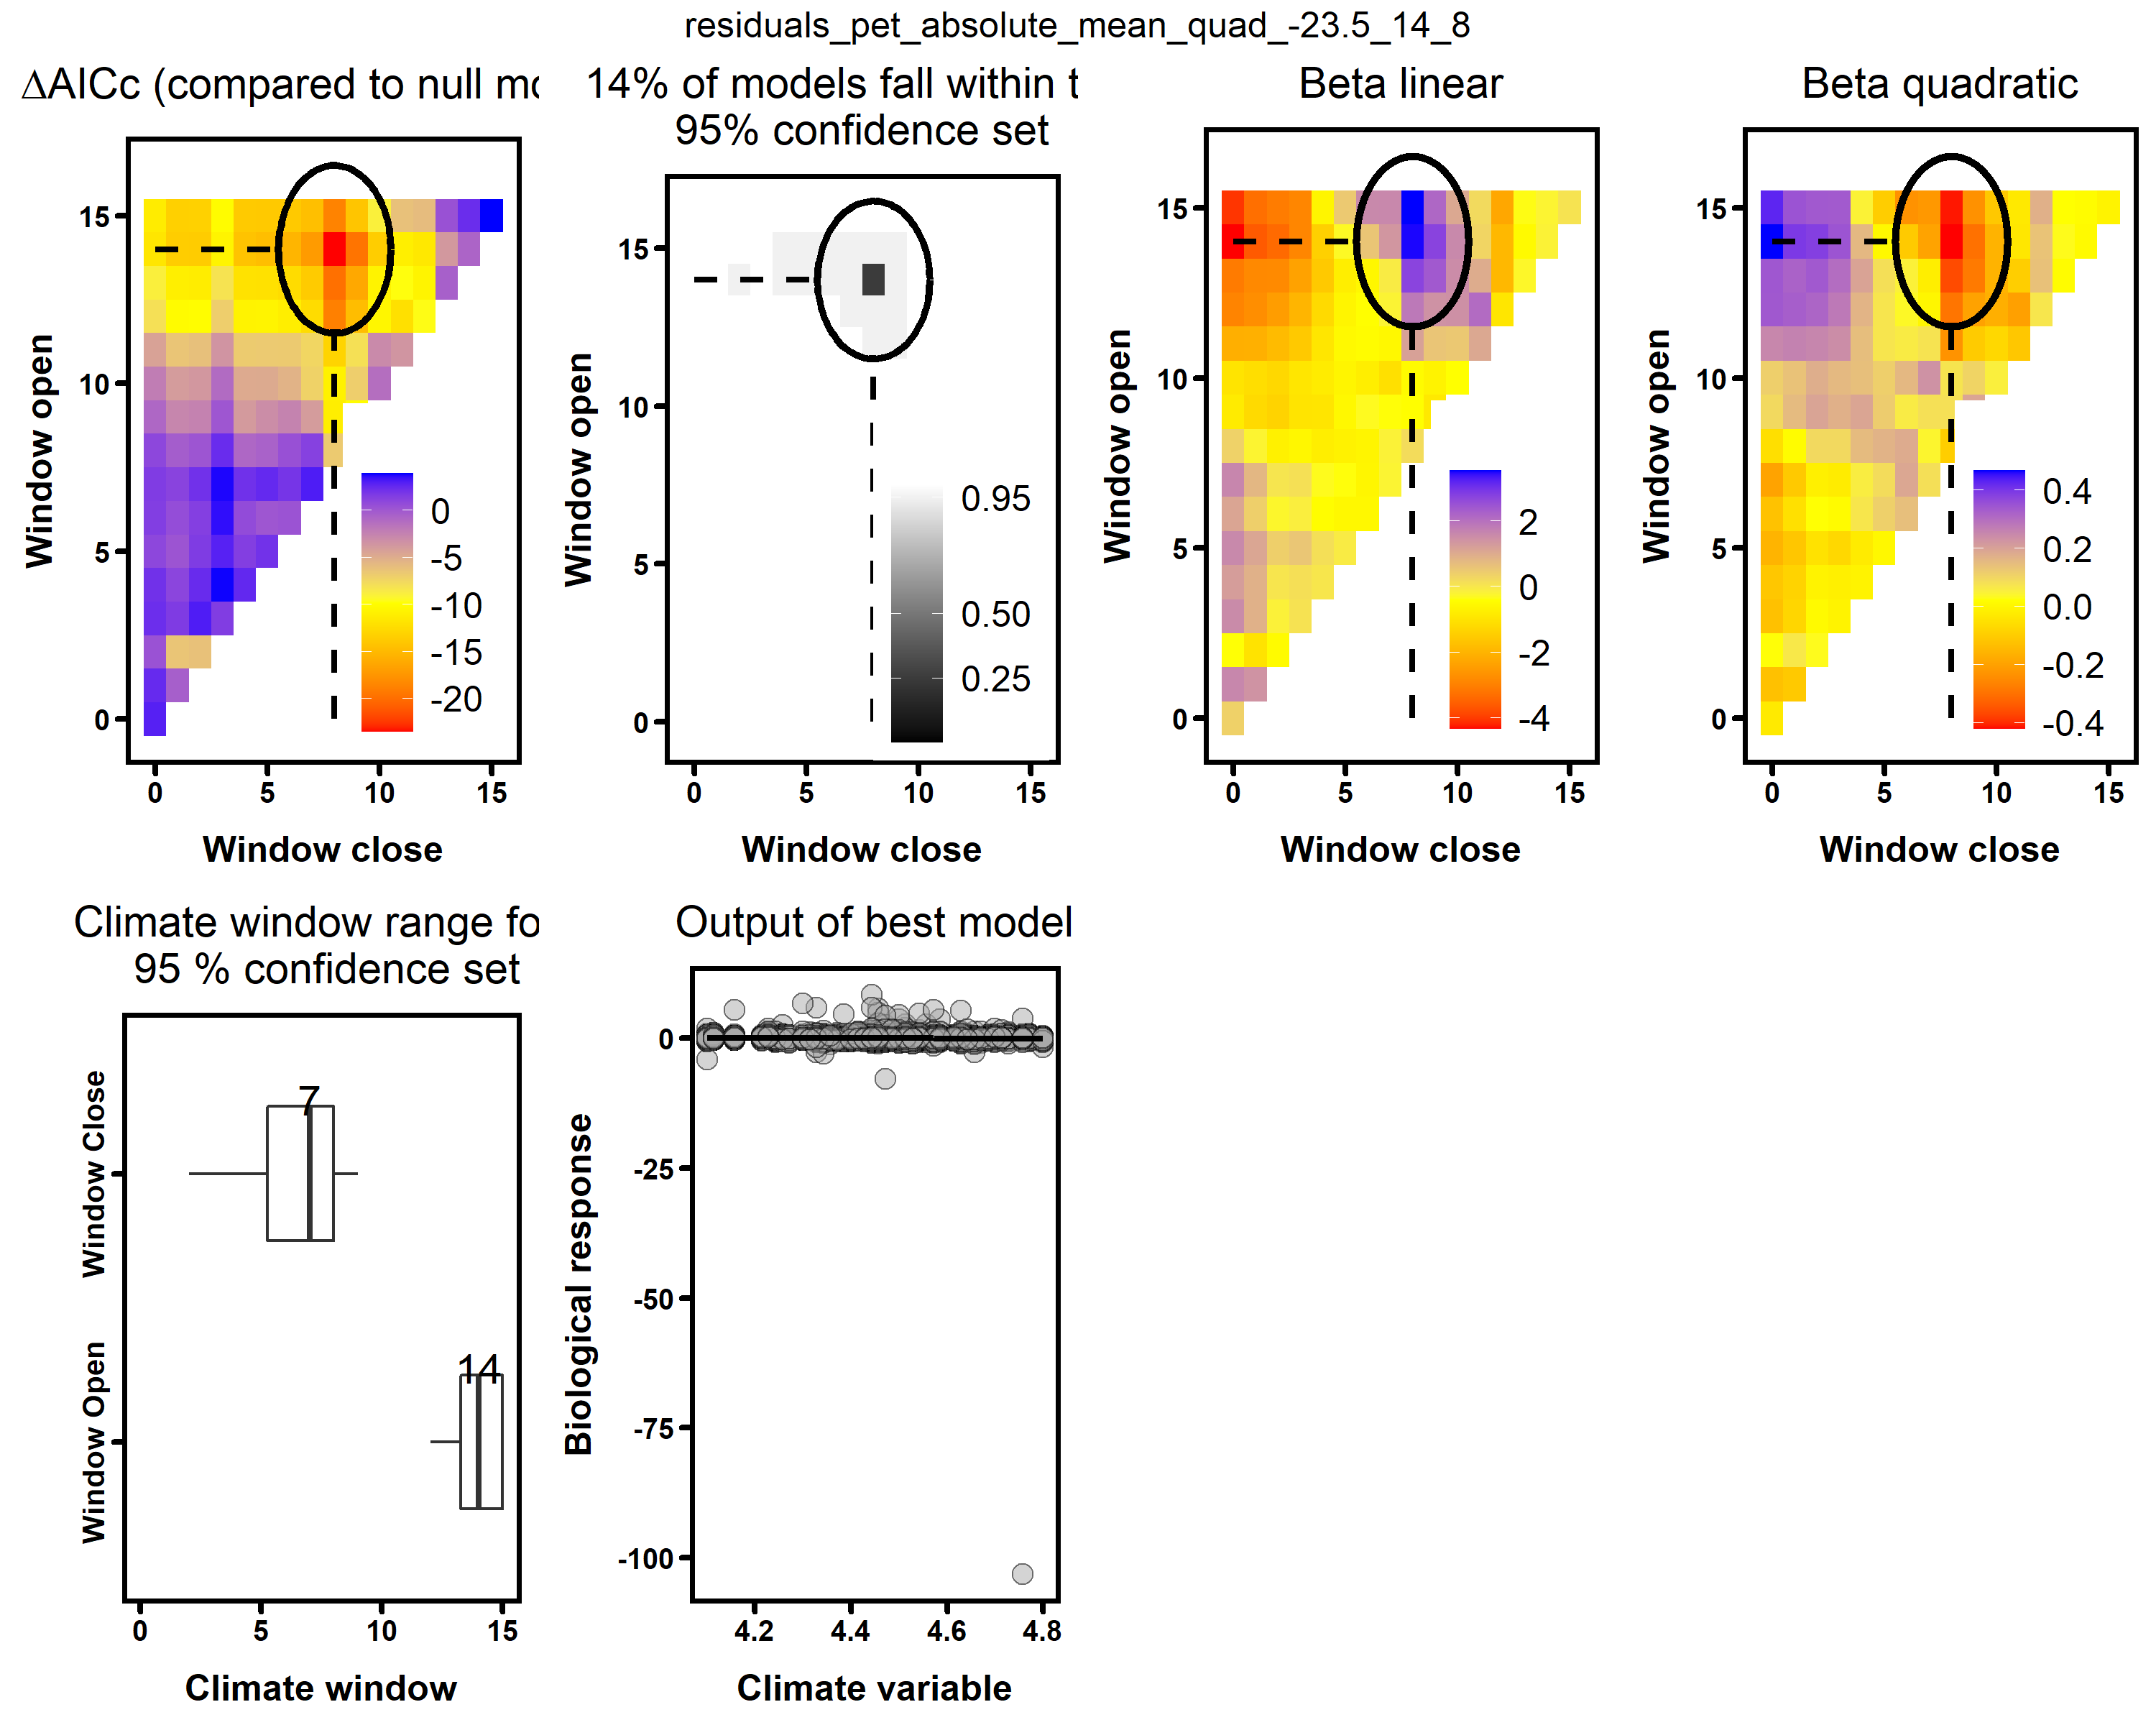 residuals_pet_absolute_mean_quad_-23.5_14_8
ΔAICc (compared to null mo
Window open
15
10
5
0
0
-5
-10
-15
-20
0 5 10 15
Window close
14% of models fall within t
95% confidence set
Window open
15
10
5
0
0.95
0.50
0.25
0 5 10 15
Window close
Beta linear
Window open
15
10
5
0
2
0
-2
-4
0 5 10 15
Window close
Beta quadratic
Window open
15
10
5
0
0.4
0.2
0.0
-0.2
-0.4
0 5 10 15
Window close
Climate window range fo
95 % confidence set
Window Close
Window Open
7
14
0 5 10 15
Climate window
Output of best model
Biological response
0
-25
-50
-75
-100
4.2 4.4 4.6 4.8
Climate variable